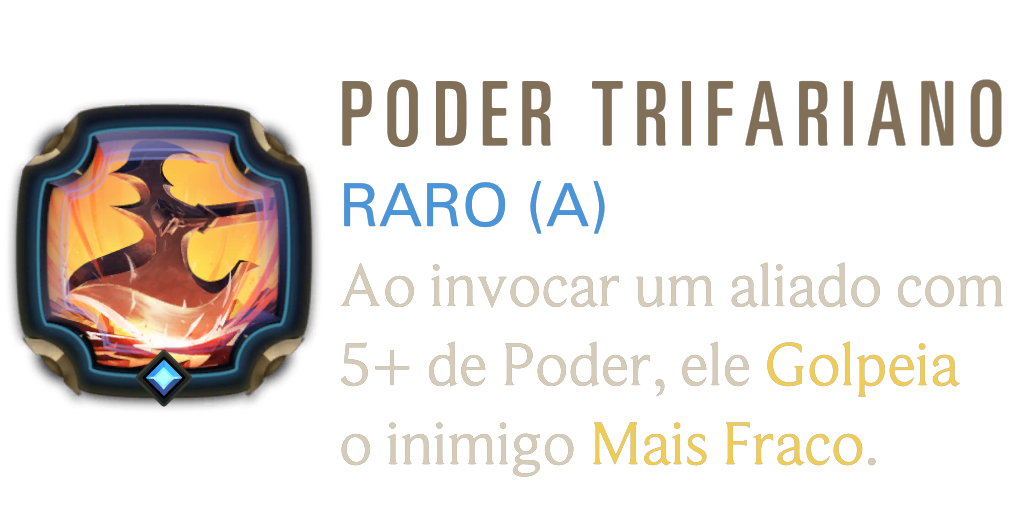 PODER TRIFARIANO
RARO (A)
Ao invocar um aliado com
5+ de Poder, ele Golpeia
o inimigo Mais Fraco.